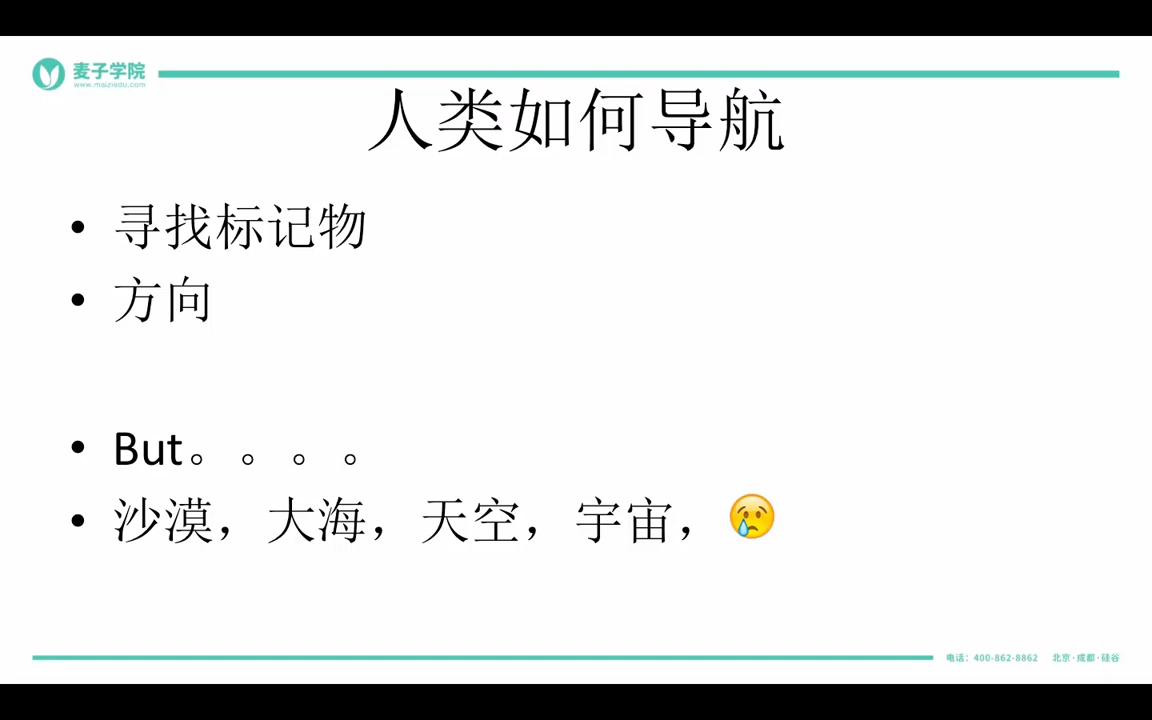 麦子学院
www.maiziedu.com
人类如何导航
• 寻找标记物
• 方向
• But。。。。
• 沙漠，大海，天空，宇宙，😢
电话：400-862-8862 北京·成都·硅谷